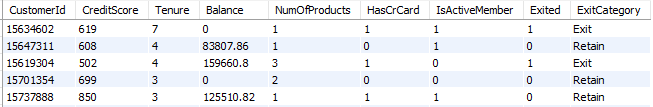 CustomerId CreditScore Tenure Balance NumOfProducts HasCrCard IsActiveMember Exited ExitCategory
15634602 619 7 0 1 1 1 1 Exit
15647311 608 4 83807.86 1 0 1 0 Retain
15619304 502 4 159660.8 3 1 0 1 Exit
15701354 699 3 0 2 0 0 0 Retain
15737888 850 3 125510.82 1 1 1 0 Retain